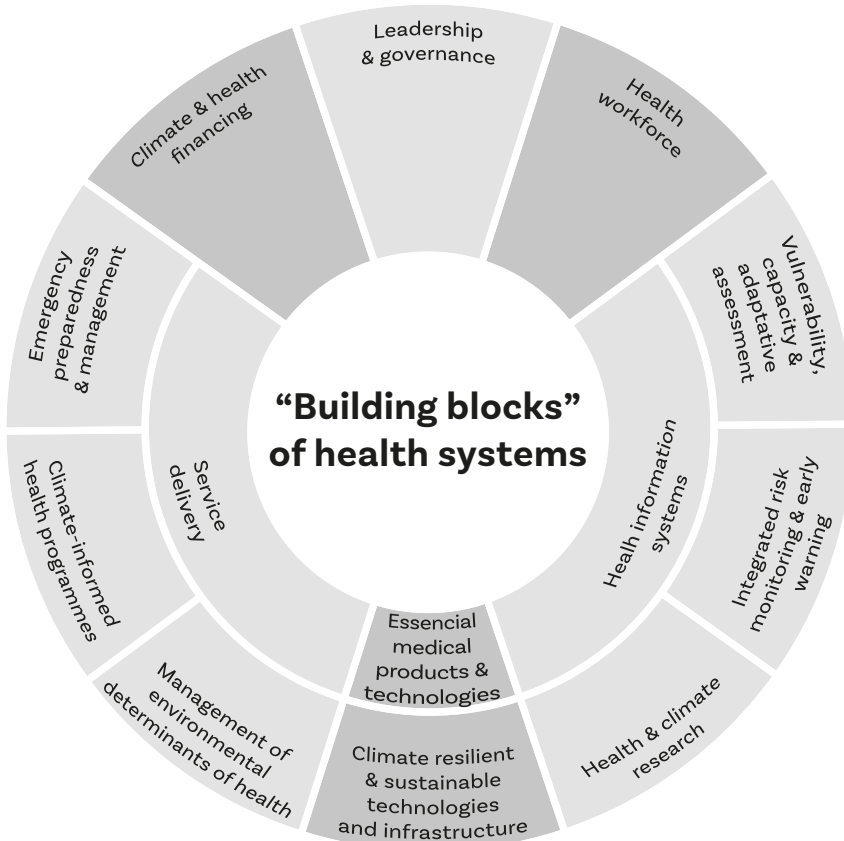 Leadership
& governance
Health
workforce
Vulnerability,
capacity &
adaptative
assessment
Integrated risk
monitoring & early
warning
Health & climate
research
Climate resilient
& sustainable
technologies
and infrastructure
Management of
environmental
determinants of health
Climate-informed
health programmes
Emergency
preparedness
& management
Climate & health
financing
Healh information
systems
Essencial
medical
products &
technologies
Service
delivery
“Building blocks”
of health systems